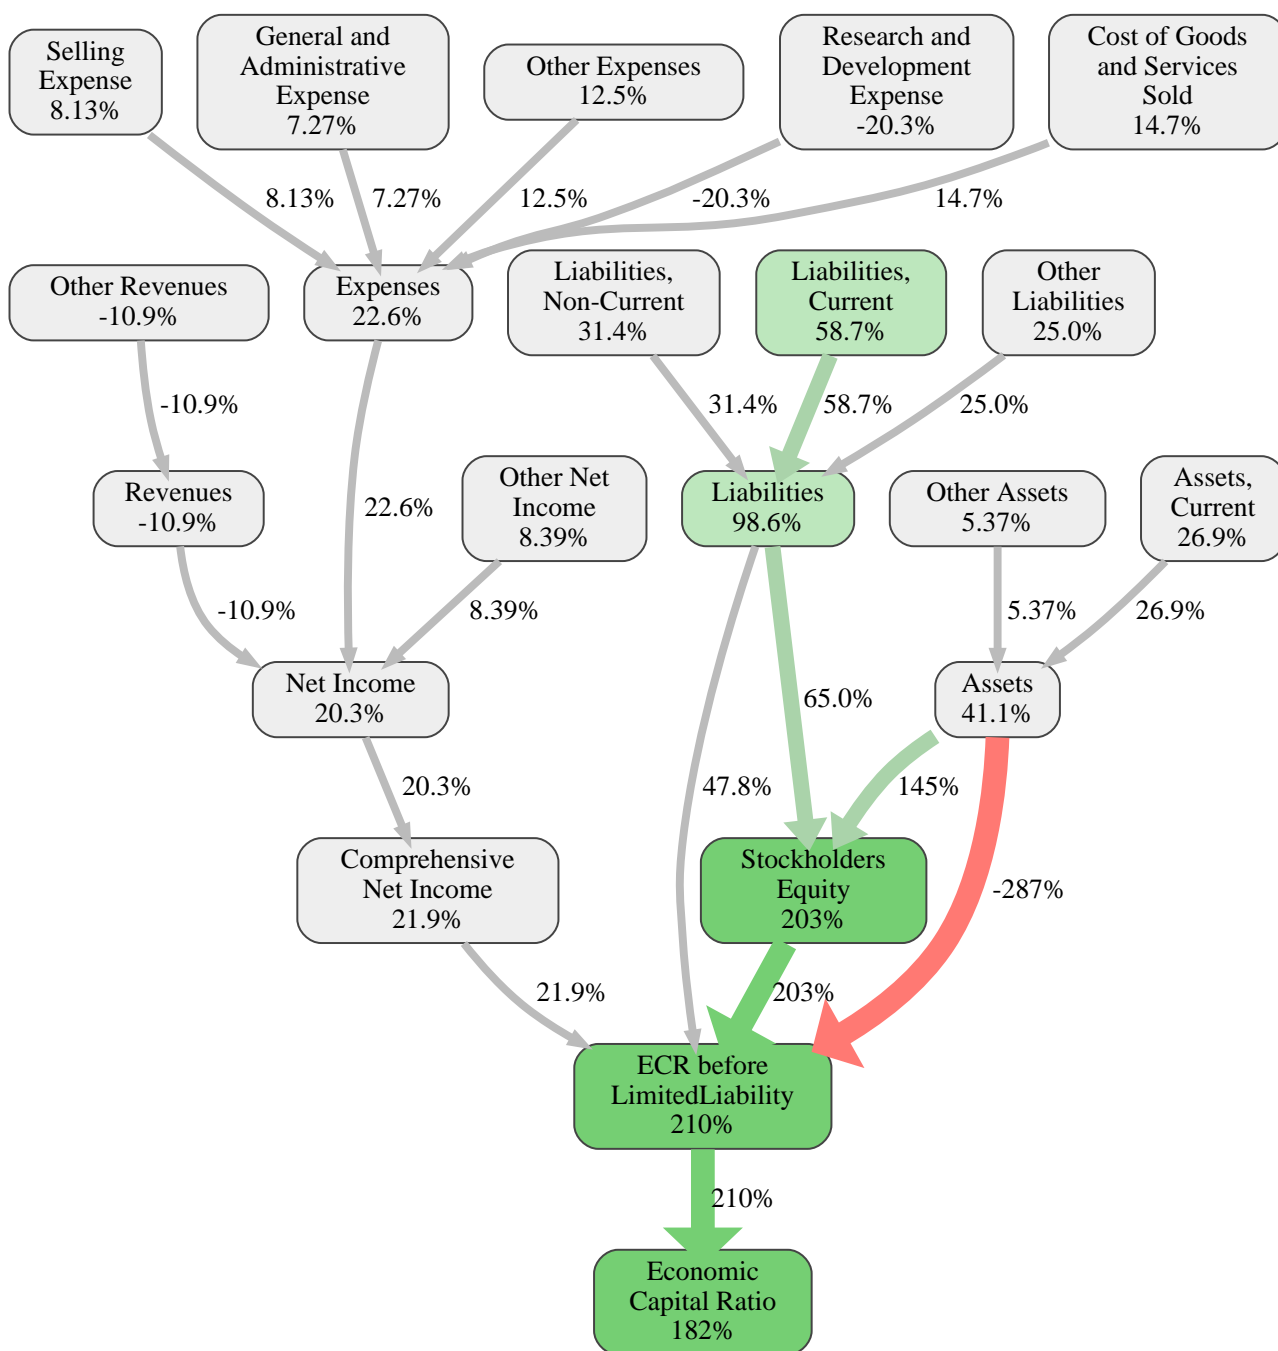 Selling
Expense
8.13%
General and
Administrative
Expense
7.27%
Other Expenses
12.5%
Research and
Development
Expense
-20.3%
Cost of Goods
and Services
Sold
14.7%
8.13%
7.27%
12.5%
-20.3%
14.7%
Other Revenues
-10.9%
Expenses
22.6%
Liabilities,
Non-Current
31.4%
Liabilities,
Current
58.7%
Other
Liabilities
25.0%
-10.9%
31.4%
58.7%
25.0%
Revenues
-10.9%
22.6%
Other Net
Income
8.39%
Liabilities
98.6%
Other Assets
5.37%
Assets,
Current
26.9%
-10.9%
8.39%
5.37%
26.9%
Net Income
20.3%
65.0%
Assets
41.1%
20.3%
47.8%
145%
Comprehensive
Net Income
21.9%
Stockholders
Equity
203%
-287%
21.9%
203%
ECR before
LimitedLiability
210%
210%
Economic
Capital Ratio
182%